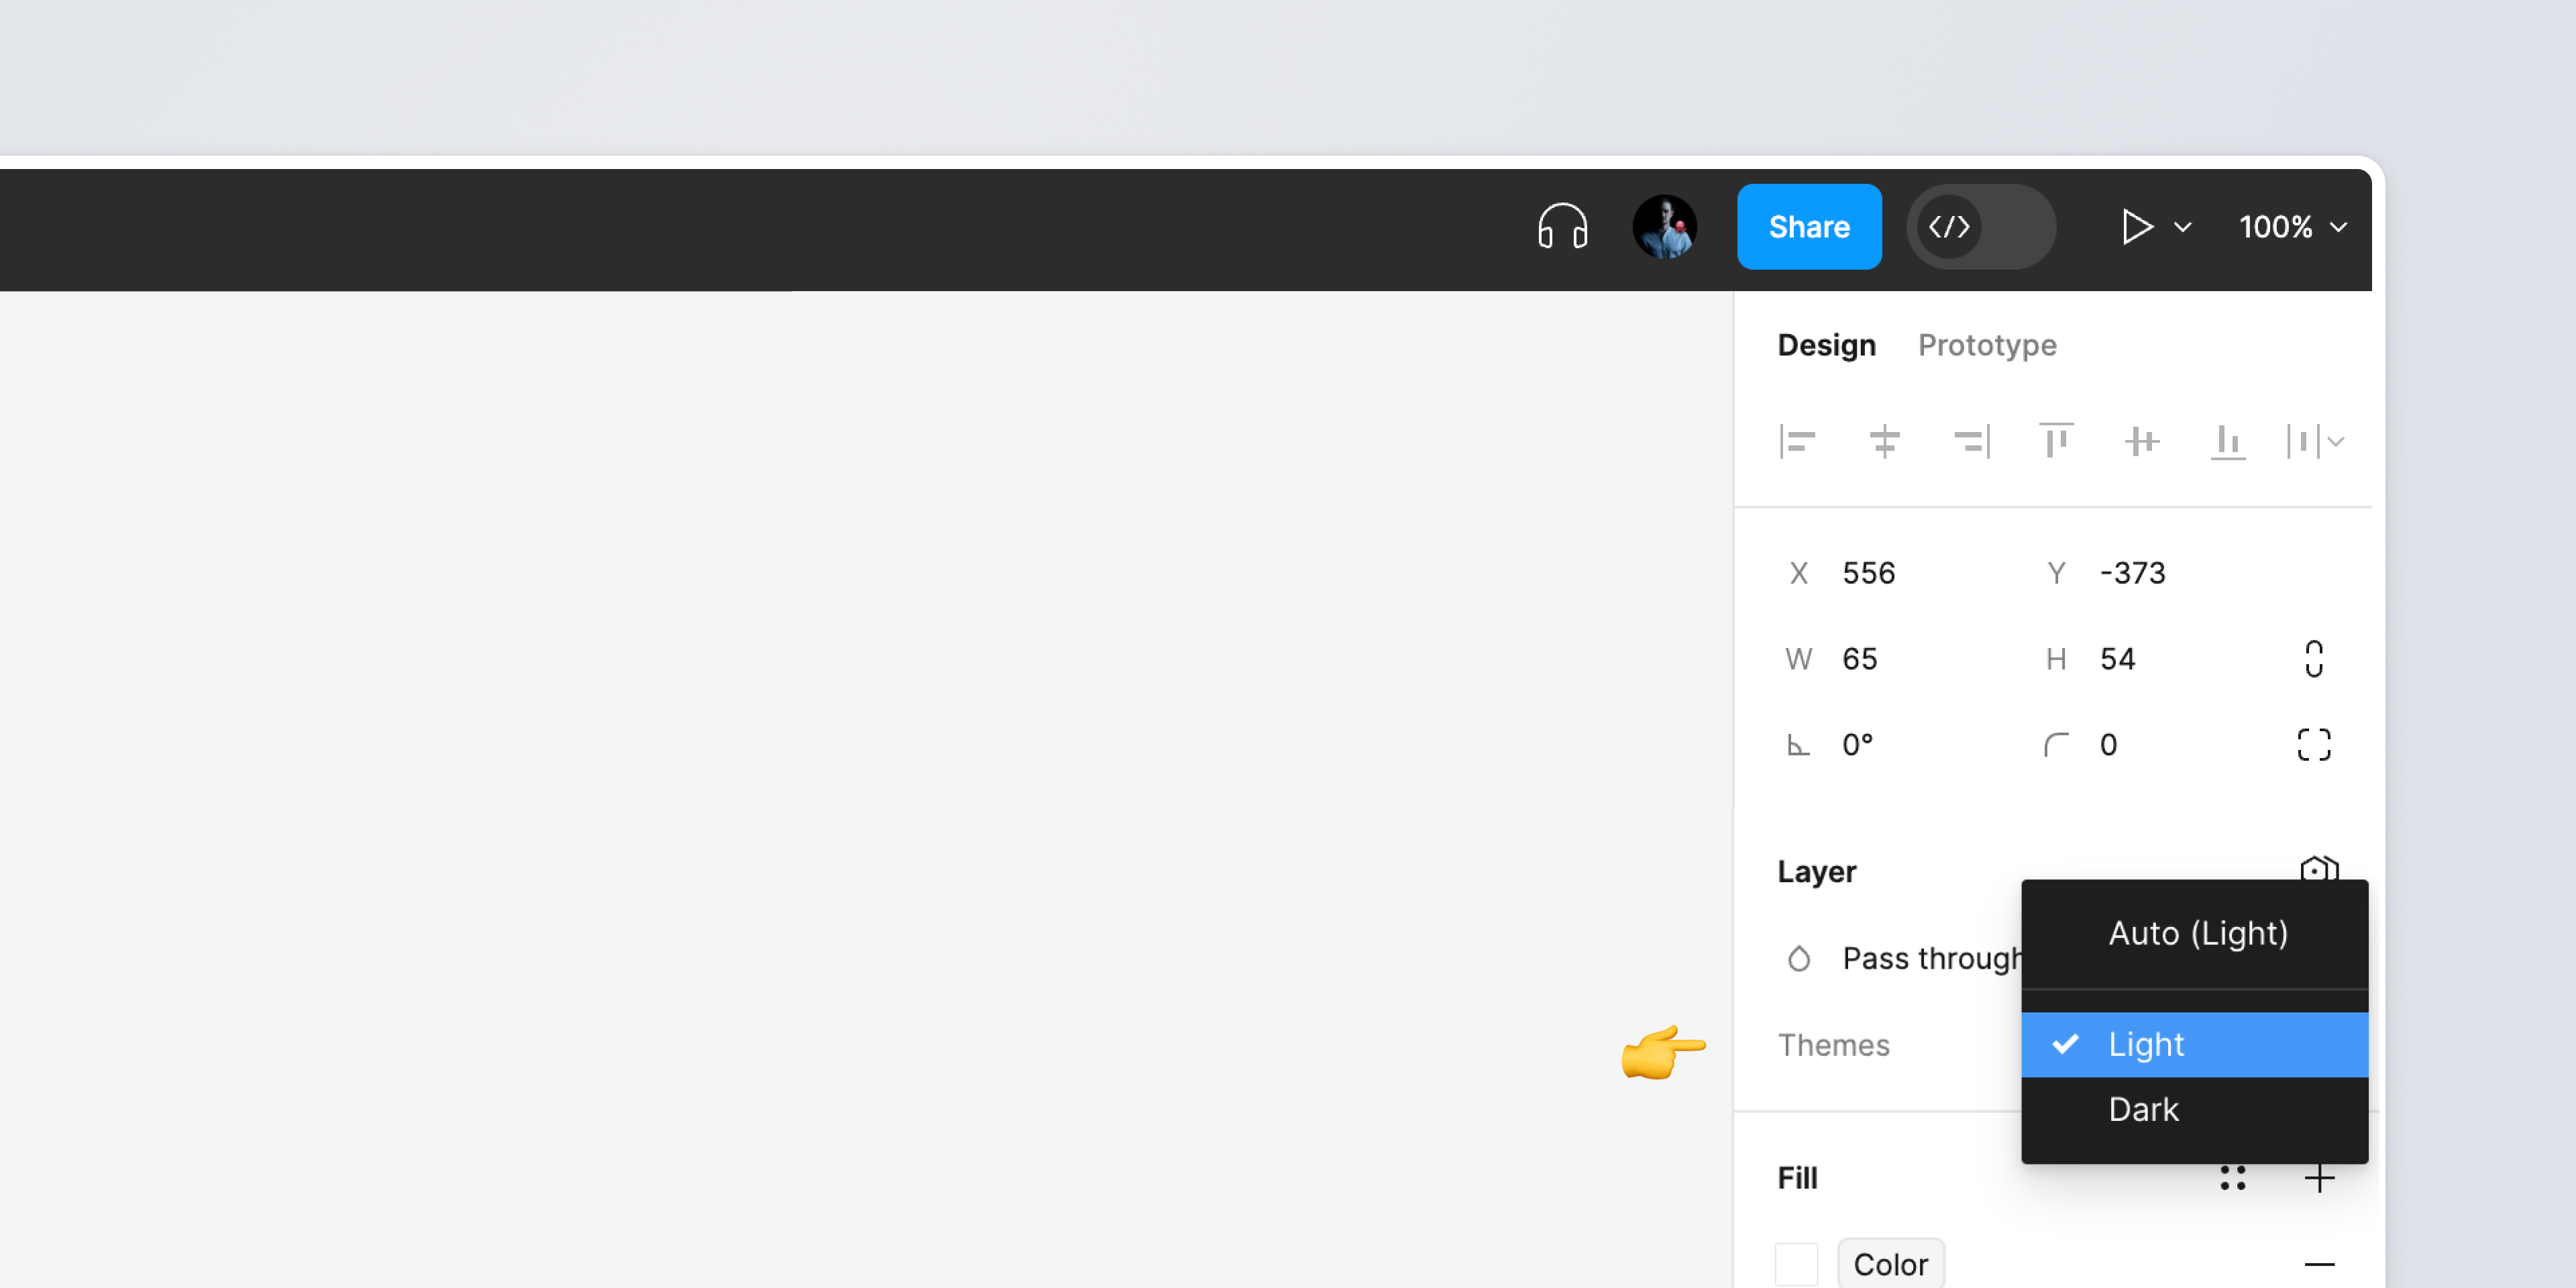 Share
100%
Design Prototype
X 556 Y -373
W 65 H 54
0° 0
Layer
Auto (Light)
Pass through
Themes
Light
Dark
Fill
Color